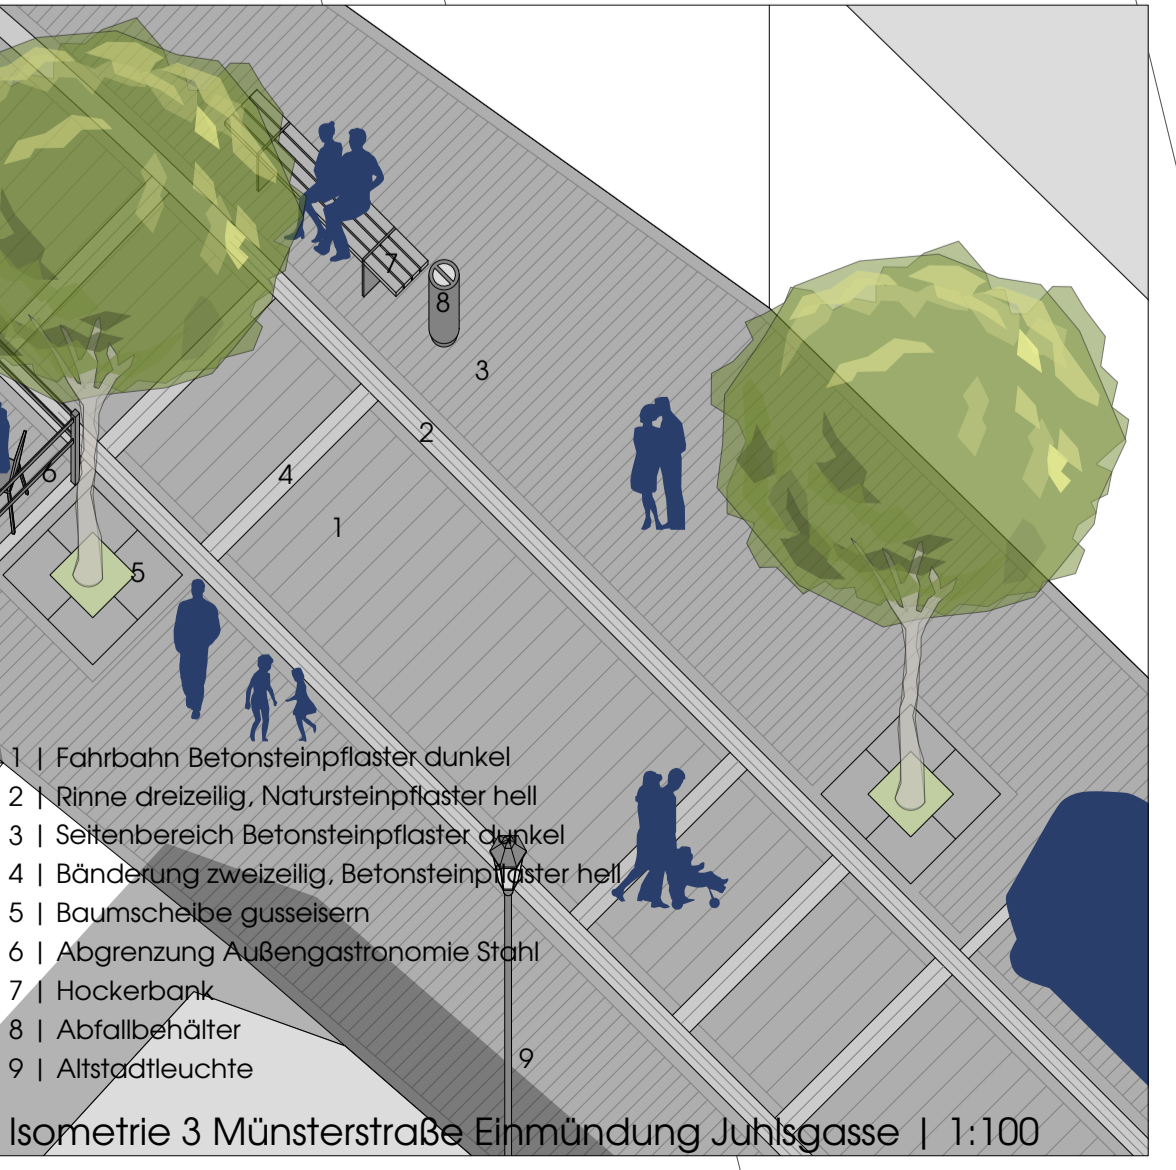 7
8
3
2
4
6
1
5
1 | Fahrbahn Betonsteinpflaster dunkel
2 | Rinne dreizeilig, Natursteinpflaster hell
3 | Seitenbereich Betonsteinpflaster dunkel
4 | Bänderung zweizeilig, Betonsteinpflaster hell
5 | Baumscheibe gusseisern
6 | Abgrenzung Außengastronomie Stahl
7 | Hockerbank
8 | Abfallbehälter
9
9 | Altstadtleuchte
Isometrie 3 Münsterstraße Einmündung Juhlsgasse | 1:100